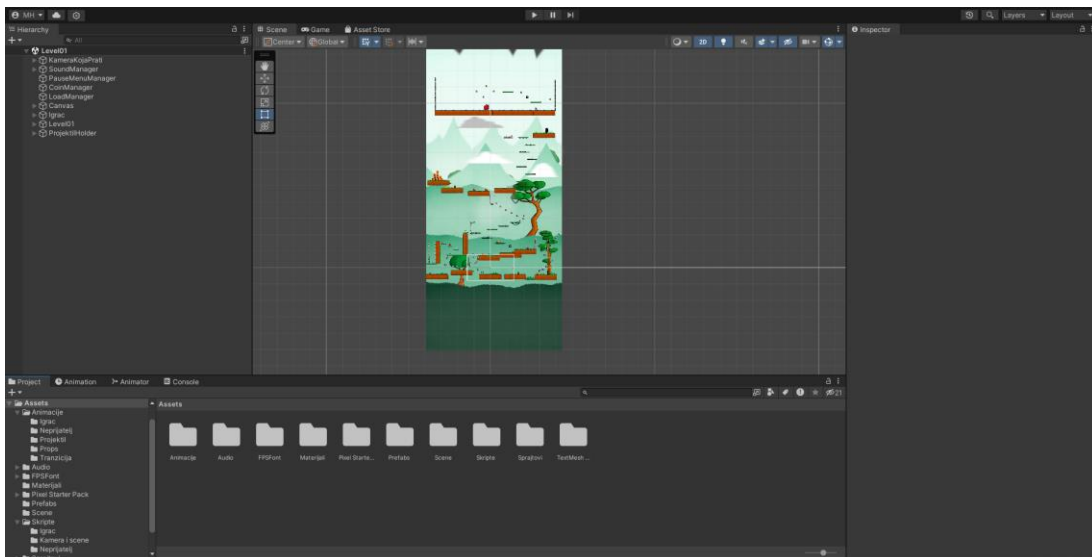 MH
Layers
Layout
Hierarchy
All
Level01
KameraKojaPrati
SoundManager
PauseMenuManager
CoinManager
LoadManager
Canvas
Igrac
Level01
ProjektilHolder
Scene
Game
Asset Store
Center
Global
2D
Inspector
Project
Animation
Animator
Console
21
Assets
Animacije
Igrac
Neprijatelj
Projektil
Props
Tranzicija
Audio
FPSFont
Materijali
Pixel Starter Pack
Prefabs
Scene
Skripte
Igrac
Kamera i scene
Neprijatelj
Assets
Animacije
Audio
FPSFont
Materijali
Pixel Starte...
Prefabs
Scene
Skripte
Sprajtovi
TextMesh ...